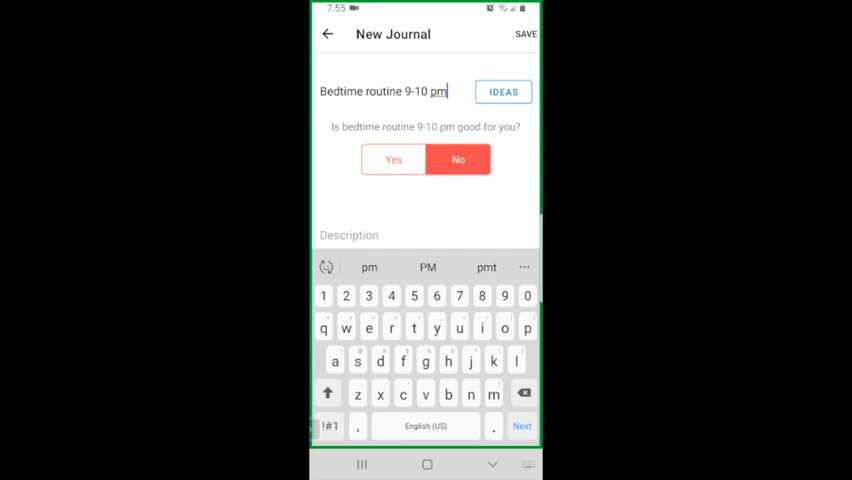 7:55
New Journal
SAVE
Bedtime routine 9-10 pm
IDEAS
Is bedtime routine 9-10 pm good for you?
Yes
No
Description
pm PM pmt
1 2 3 4 5 6 7 8 9 0
q w e r t y u i o p
a s d f g h j k l
z x c v b n m
!#1 , English (US) . Next